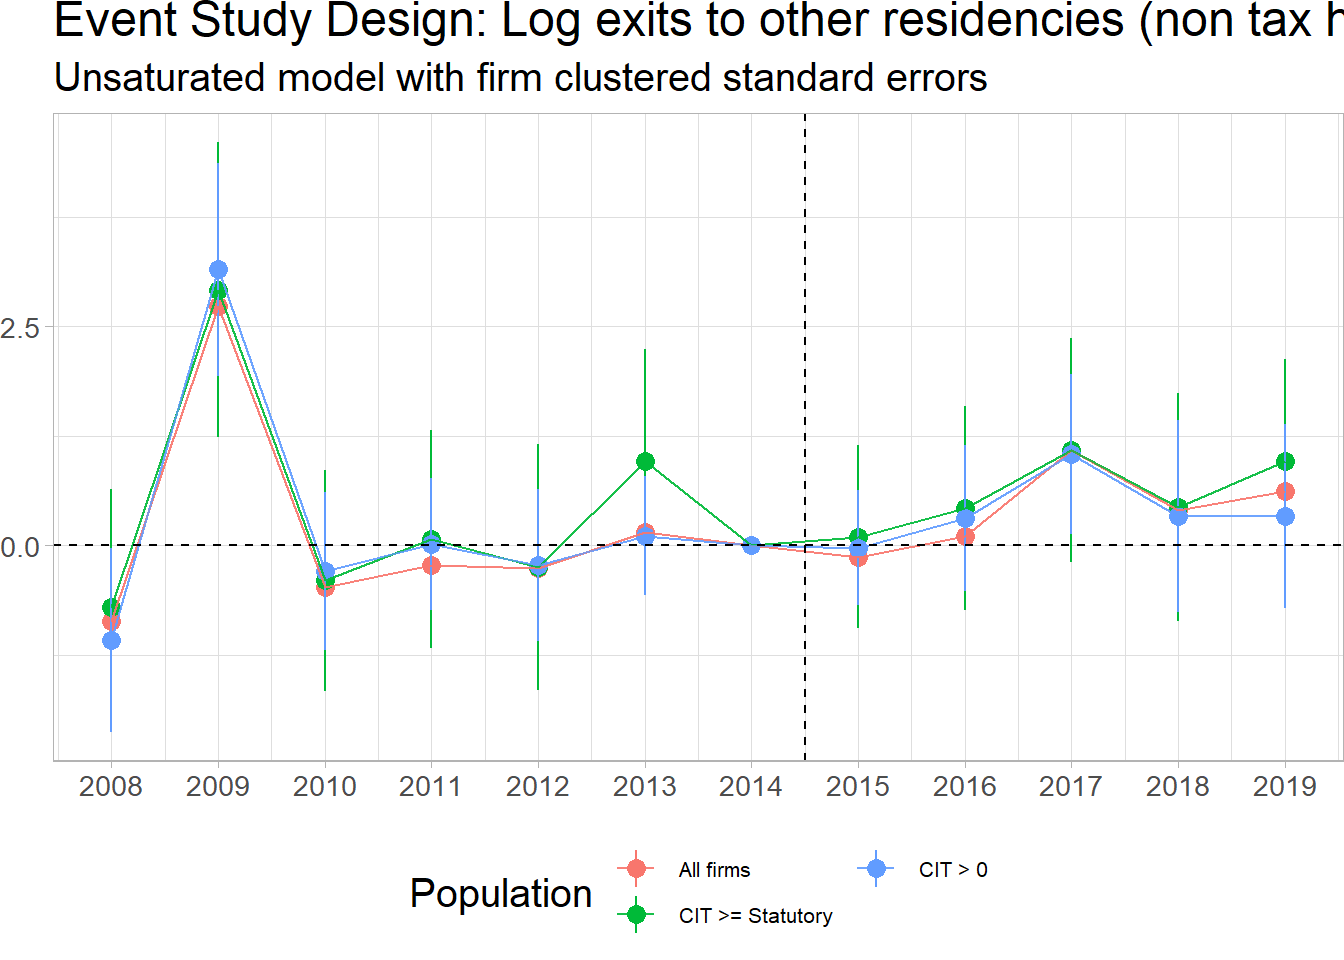 Event Study Design: Log exits to other residencies (non tax h
Unsaturated model with firm clustered standard errors
2.5
0.0
2008 2009 2010 2011 2012 2013 2014 2015 2016 2017 2018 2019
Population
All firms
CIT > 0
CIT >= Statutory